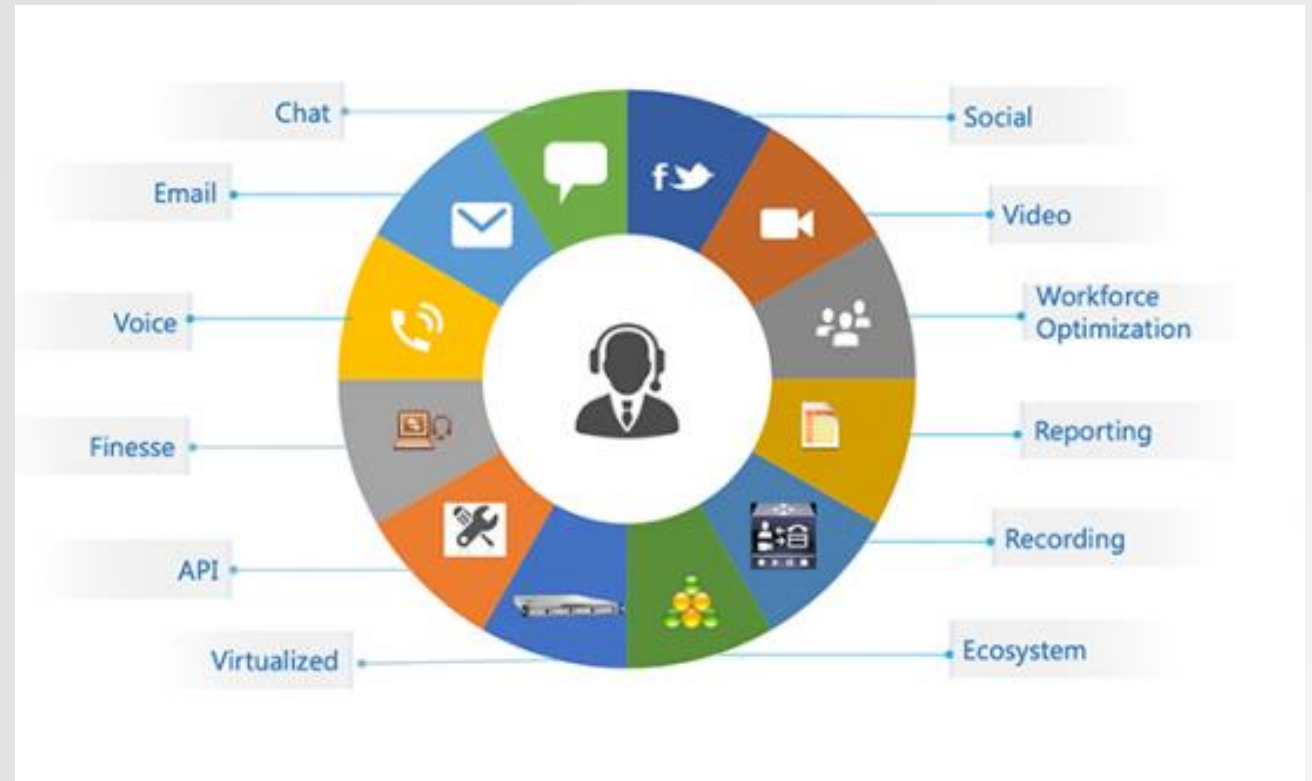 Chat
Social
Email
Video
Voice
Workforce
Optimization
Finesse
Reporting
API
Recording
Virtualized
Ecosystem